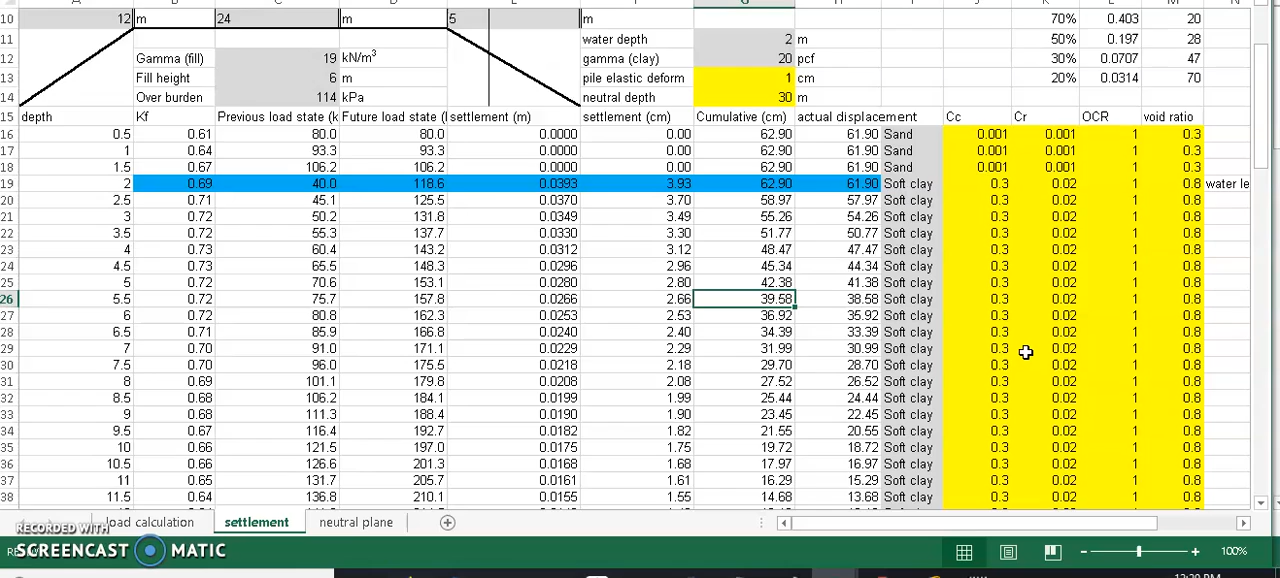 10 12 m 24 m 5 m 70% 0.403 20
11 water depth 2 m 50% 0.197 28
12 Gamma (fill) 19 kN/m³ gamma (clay) 20 pcf 30% 0.0707 47
13 Fill height 6 m pile elastic deform 1 cm 20% 0.0314 70
14 Over burden 114 kPa neutral depth 30 m
15 depth Kf Previous load state (k Future load state (l settlement (m) settlement (cm) Cumulative (cm) actual displacement Cc Cr OCR void ratio
16 0.5 0.61 80.0 80.0 0.0000 0.00 62.90 61.90 Sand 0.001 0.001 1 0.3
17 1 0.64 93.3 93.3 0.0000 0.00 62.90 61.90 Sand 0.001 0.001 1 0.3
18 1.5 0.67 106.2 106.2 0.0000 0.00 62.90 61.90 Sand 0.001 0.001 1 0.3
19 2 0.69 40.0 118.6 0.0393 3.93 62.90 61.90 Soft clay 0.3 0.02 1 0.8 water le
20 2.5 0.71 45.1 125.5 0.0370 3.70 58.97 57.97 Soft clay 0.3 0.02 1 0.8
21 3 0.72 50.2 131.8 0.0349 3.49 55.26 54.26 Soft clay 0.3 0.02 1 0.8
22 3.5 0.72 55.3 137.7 0.0330 3.30 51.77 50.77 Soft clay 0.3 0.02 1 0.8
23 4 0.73 60.4 143.2 0.0312 3.12 48.47 47.47 Soft clay 0.3 0.02 1 0.8
24 4.5 0.73 65.5 148.3 0.0296 2.96 45.34 44.34 Soft clay 0.3 0.02 1 0.8
25 5 0.72 70.6 153.1 0.0280 2.80 42.38 41.38 Soft clay 0.3 0.02 1 0.8
26 5.5 0.72 75.7 157.8 0.0266 2.66 39.58 38.58 Soft clay 0.3 0.02 1 0.8
27 6 0.72 80.8 162.3 0.0253 2.53 36.92 35.92 Soft clay 0.3 0.02 1 0.8
28 6.5 0.71 85.9 166.8 0.0240 2.40 34.39 33.39 Soft clay 0.3 0.02 1 0.8
29 7 0.70 91.0 171.1 0.0229 2.29 31.99 30.99 Soft clay 0.3 0.02 1 0.8
30 7.5 0.70 96.0 175.5 0.0218 2.18 29.70 28.70 Soft clay 0.3 0.02 1 0.8
31 8 0.69 101.1 179.8 0.0208 2.08 27.52 26.52 Soft clay 0.3 0.02 1 0.8
32 8.5 0.68 106.2 184.1 0.0199 1.99 25.44 24.44 Soft clay 0.3 0.02 1 0.8
33 9 0.68 111.3 188.4 0.0190 1.90 23.45 22.45 Soft clay 0.3 0.02 1 0.8
34 9.5 0.67 116.4 192.7 0.0182 1.82 21.55 20.55 Soft clay 0.3 0.02 1 0.8
35 10 0.66 121.5 197.0 0.0175 1.75 19.72 18.72 Soft clay 0.3 0.02 1 0.8
36 10.5 0.66 126.6 201.3 0.0168 1.68 17.97 16.97 Soft clay 0.3 0.02 1 0.8
37 11 0.65 131.7 205.7 0.0161 1.61 16.29 15.29 Soft clay 0.3 0.02 1 0.8
38 11.5 0.64 136.8 210.1 0.0155 1.55 14.68 13.68 Soft clay 0.3 0.02 1 0.8
load calculation settlement neutral plane
RECORDED WITH
SCREENCAST MATIC
100%